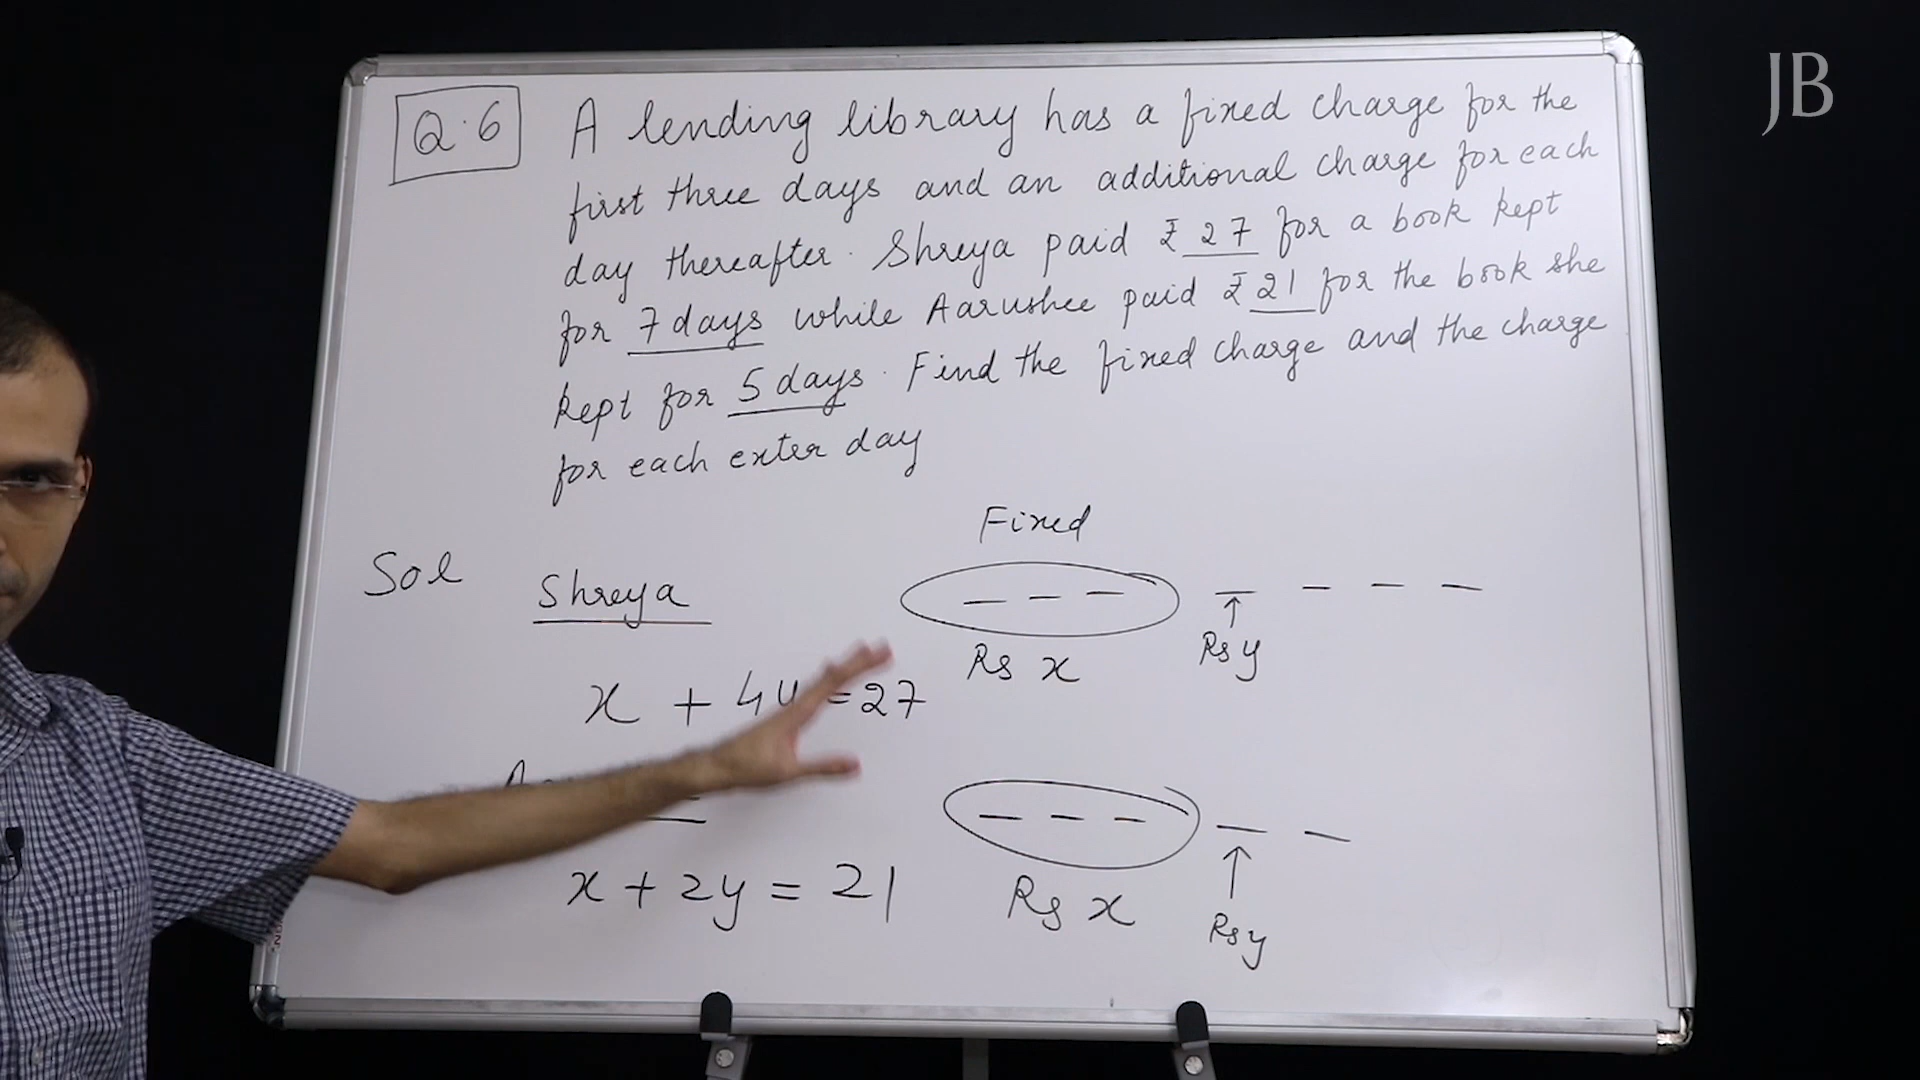 JB
Q.6 A lending library has a fixed charge for the
first three days and an additional charge for each
day thereafter. Shreya paid ₹ 27 for a book kept
for 7 days while Aarushee paid ₹ 21 for the book she
kept for 5 days. Find the fixed charge and the charge
for each exter day
Fixed
Sol Shreya
Rs x Rs y
x + 4y = 27
x + 2y = 21
Rs x Rs y